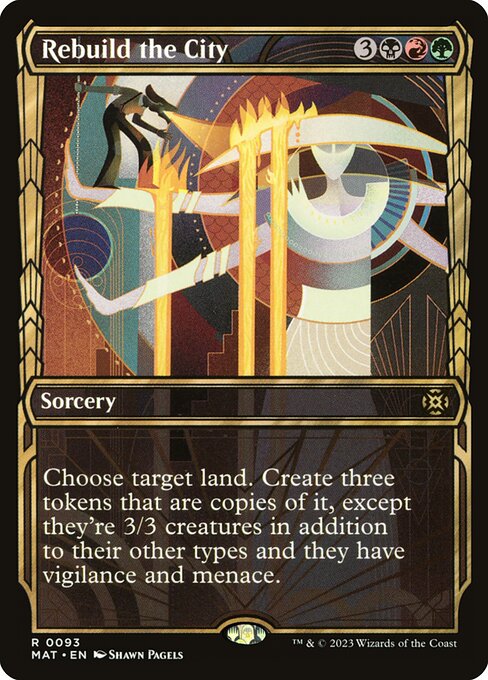 Rebuild the City 3
Sorcery
Choose target land. Create three
tokens that are copies of it, except
they're 3/3 creatures in addition
to their other types and they have
vigilance and menace.
R 0093
MAT • EN Shawn Pagels
™ & © 2023 Wizards of the Coast